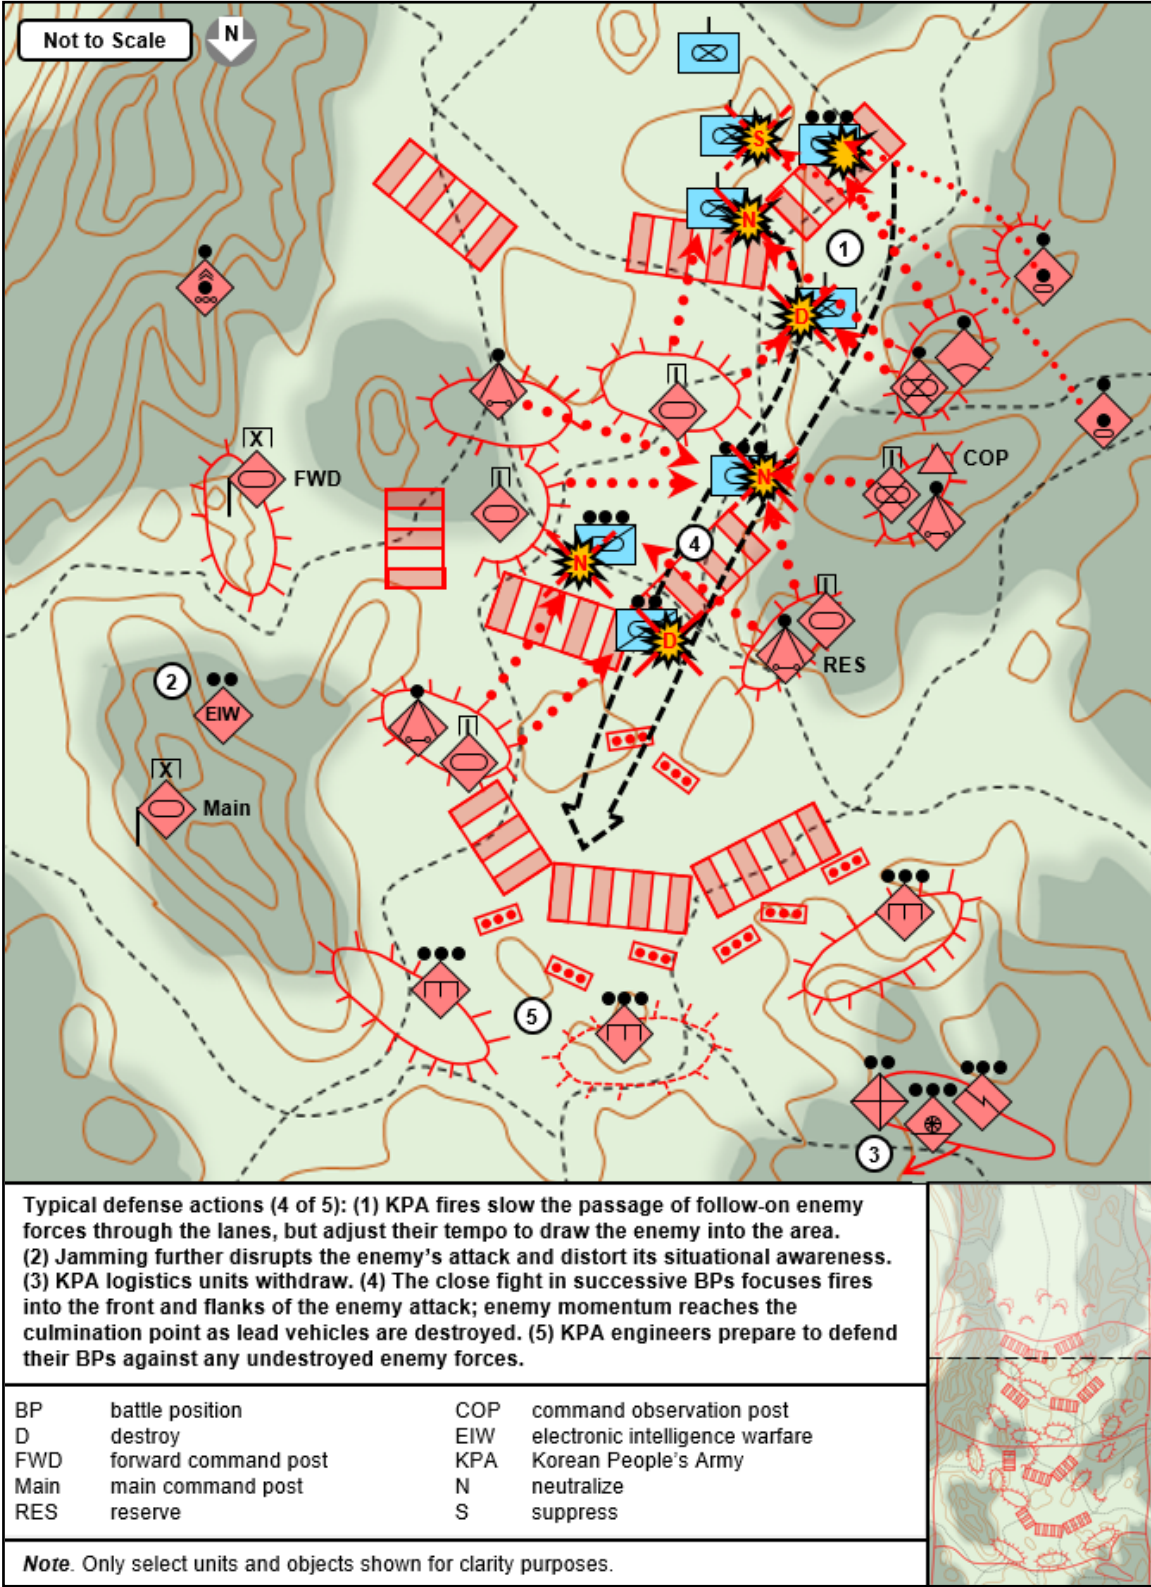 Not to Scale
N
S
N
1
D
COP
X
FWD
I
I
I
N
4
N
D
I
RES
2
EIW
X
Main
I
5
3
Typical defense actions (4 of 5): (1) KPA fires slow the passage of follow-on enemy
forces through the lanes, but adjust their tempo to draw the enemy into the area.
(2) Jamming further disrupts the enemy's attack and distort its situational awareness.
(3) KPA logistics units withdraw. (4) The close fight in successive BPs focuses fires
into the front and flanks of the enemy attack; enemy momentum reaches the
culmination point as lead vehicles are destroyed. (5) KPA engineers prepare to defend
their BPs against any undestroyed enemy forces.
BP battle position
D destroy
FWD forward command post
Main main command post
RES reserve
COP command observation post
EIW electronic intelligence warfare
KPA Korean People's Army
N neutralize
S suppress
Note. Only select units and objects shown for clarity purposes.